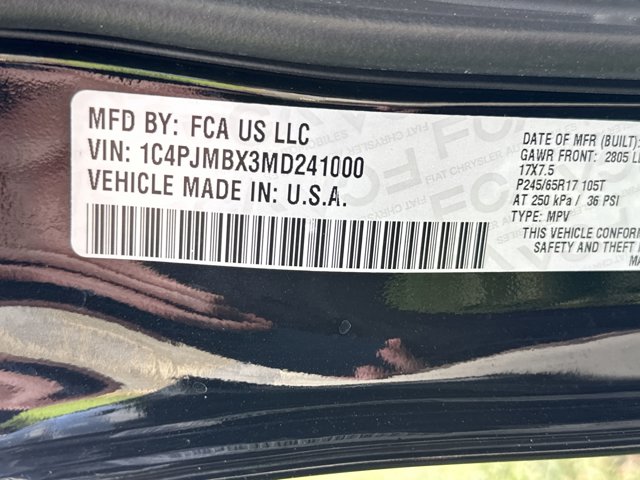 MFD BY: FCA US LLC
VIN: 1C4PJMBX3MD241000
VEHICLE MADE IN: U.S.A.
DATE OF MFR (BUILT):
GAWR FRONT: 2805
17X7.5
P245/65R17 105T
AT 250 kPa / 36 PSI
TYPE: MPV
THIS VEHICLE
SAFETY AND THEFT